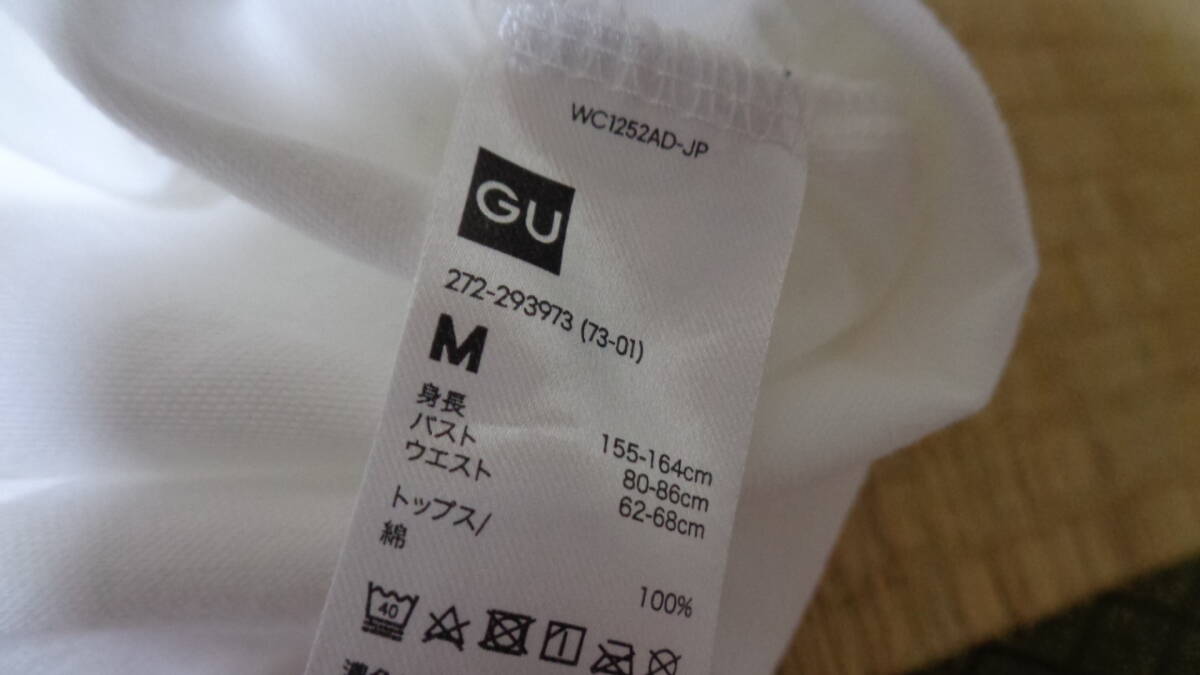 WC1252AD-JP
GU
272-293973 (73-01)
M
身長 155-164cm
バスト 80-86cm
ウエスト 62-68cm
トップス/
綿 100%
40